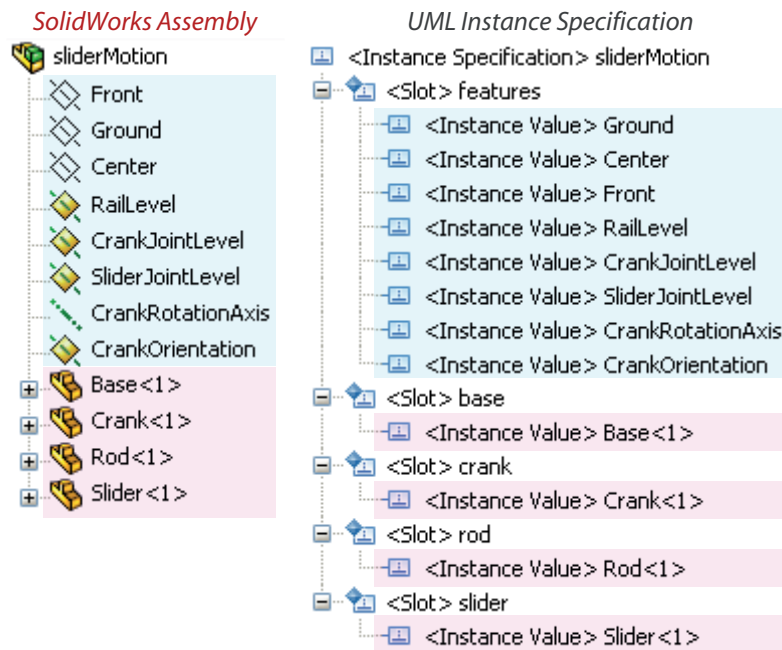 SolidWorks Assembly
sliderMotion
Front
Ground
Center
RailLevel
CrankJointLevel
SliderJointLevel
CrankRotationAxis
CrankOrientation
Base<1>
Crank<1>
Rod<1>
Slider<1>
UML Instance Specification
<Instance Specification> sliderMotion
<Slot> features
<Instance Value> Ground
<Instance Value> Center
<Instance Value> Front
<Instance Value> RailLevel
<Instance Value> CrankJointLevel
<Instance Value> SliderJointLevel
<Instance Value> CrankRotationAxis
<Instance Value> CrankOrientation
<Slot> base
<Instance Value> Base<1>
<Slot> crank
<Instance Value> Crank<1>
<Slot> rod
<Instance Value> Rod<1>
<Slot> slider
<Instance Value> Slider<1>